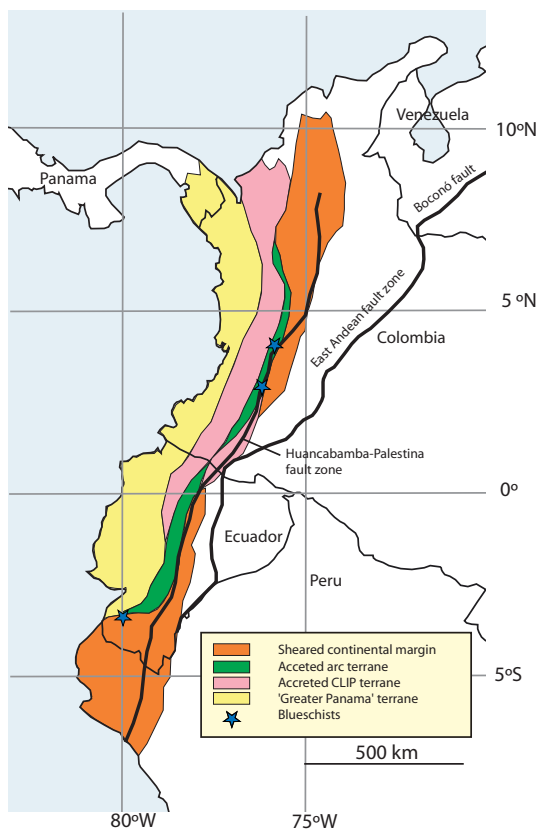 Venezuela
10ºN
Panama
Boconó fault
East Andean fault zone
5 ºN
Colombia
Huancabamba-Palestina
fault zone
0º
Ecuador
Peru
Sheared continental margin
Acceted arc terrane
Accreted CLIP terrane
'Greater Panama' terrane
Blueschists
5ºS
500 km
80ºW
75ºW